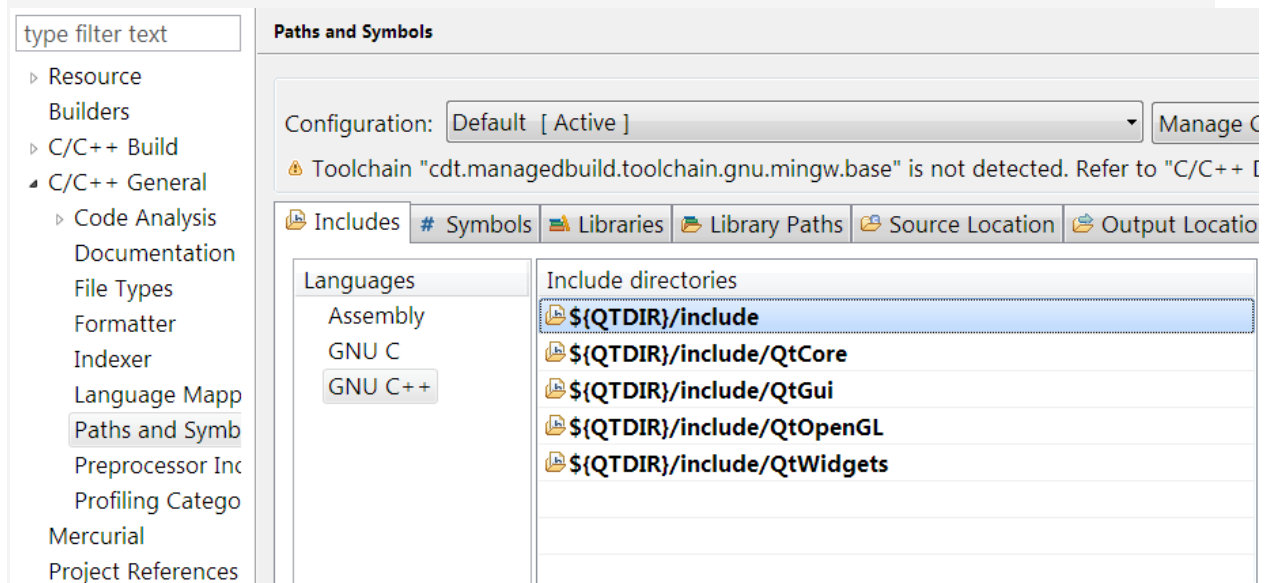 type filter text
Resource
Builders
C/C++ Build
C/C++ General
Code Analysis
Documentation
File Types
Formatter
Indexer
Language Mapp
Paths and Symb
Preprocessor Inc
Profiling Catego
Mercurial
Project References
Paths and Symbols
Configuration: Default [ Active ] Manage C
Toolchain "cdt.managedbuild.toolchain.gnu.mingw.base" is not detected. Refer to "C/C++ D
Includes # Symbols Libraries Library Paths Source Location Output Locatio
Languages
Assembly
GNU C
GNU C++
Include directories
${QTDIR}/include
${QTDIR}/include/QtCore
${QTDIR}/include/QtGui
${QTDIR}/include/QtOpenGL
${QTDIR}/include/QtWidgets